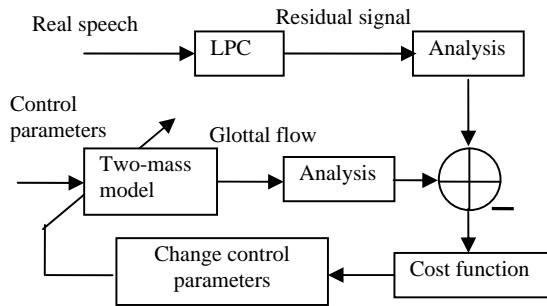 Real speech
LPC
Residual signal
Analysis
Control
parameters
Two-mass
model
Glottal flow
Analysis
Change control
parameters
Cost function